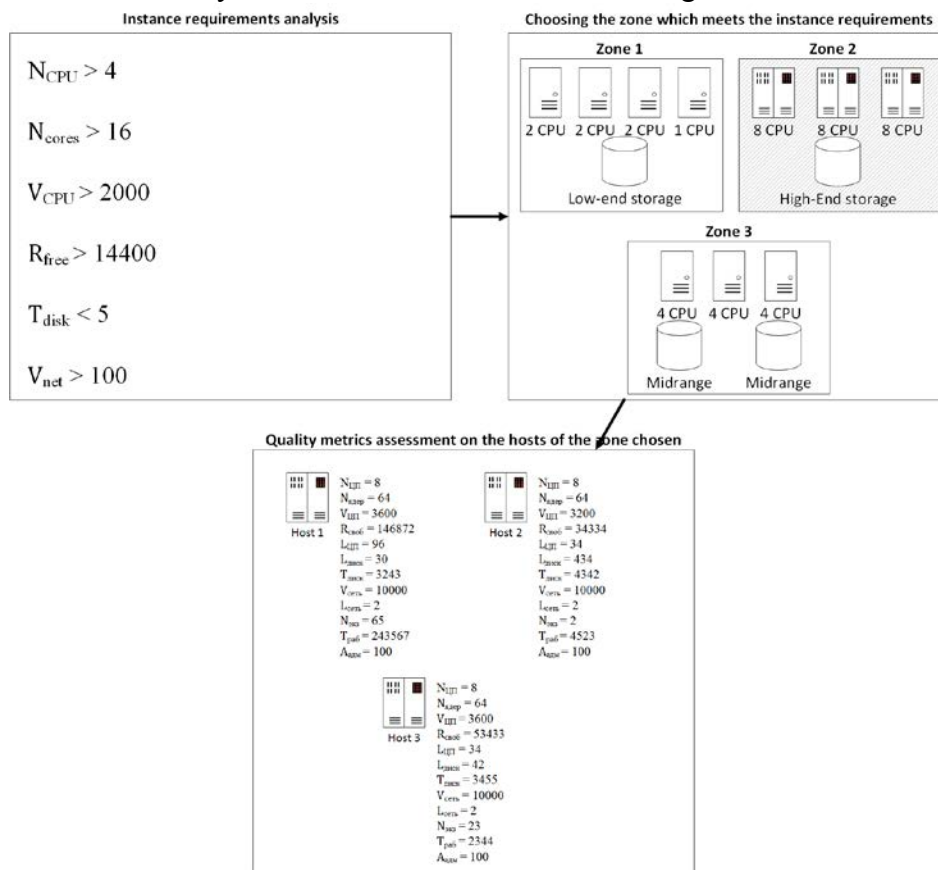 Instance requirements analysis
N_CPU > 4
N_cores > 16
V_CPU > 2000
R_free > 14400
T_disk < 5
V_net > 100
Choosing the zone which meets the instance requirements
Zone 1
2 CPU 2 CPU 2 CPU 1 CPU
Low-end storage
Zone 2
8 CPU 8 CPU 8 CPU
High-End storage
Zone 3
4 CPU 4 CPU 4 CPU
Midrange Midrange
Quality metrics assessment on the hosts of the zone chosen
Host 1
N_ЦП = 8
N_ядер = 64
V_ЦП = 3600
R_своб = 146872
L_ЦП = 96
L_диск = 30
T_диск = 3243
V_сеть = 10000
L_сеть = 2
N_экз = 65
T_раб = 243567
A_адм = 100
Host 2
N_ЦП = 8
N_ядер = 64
V_ЦП = 3200
R_своб = 34334
L_ЦП = 34
L_диск = 434
T_диск = 4342
V_сеть = 10000
L_сеть = 2
N_экз = 2
T_раб = 4523
A_адм = 100
Host 3
N_ЦП = 8
N_ядер = 64
V_ЦП = 3600
R_своб = 53433
L_ЦП = 34
L_диск = 42
T_диск = 3455
V_сеть = 10000
L_сеть = 2
N_экз = 23
T_раб = 2344
A_адм = 100